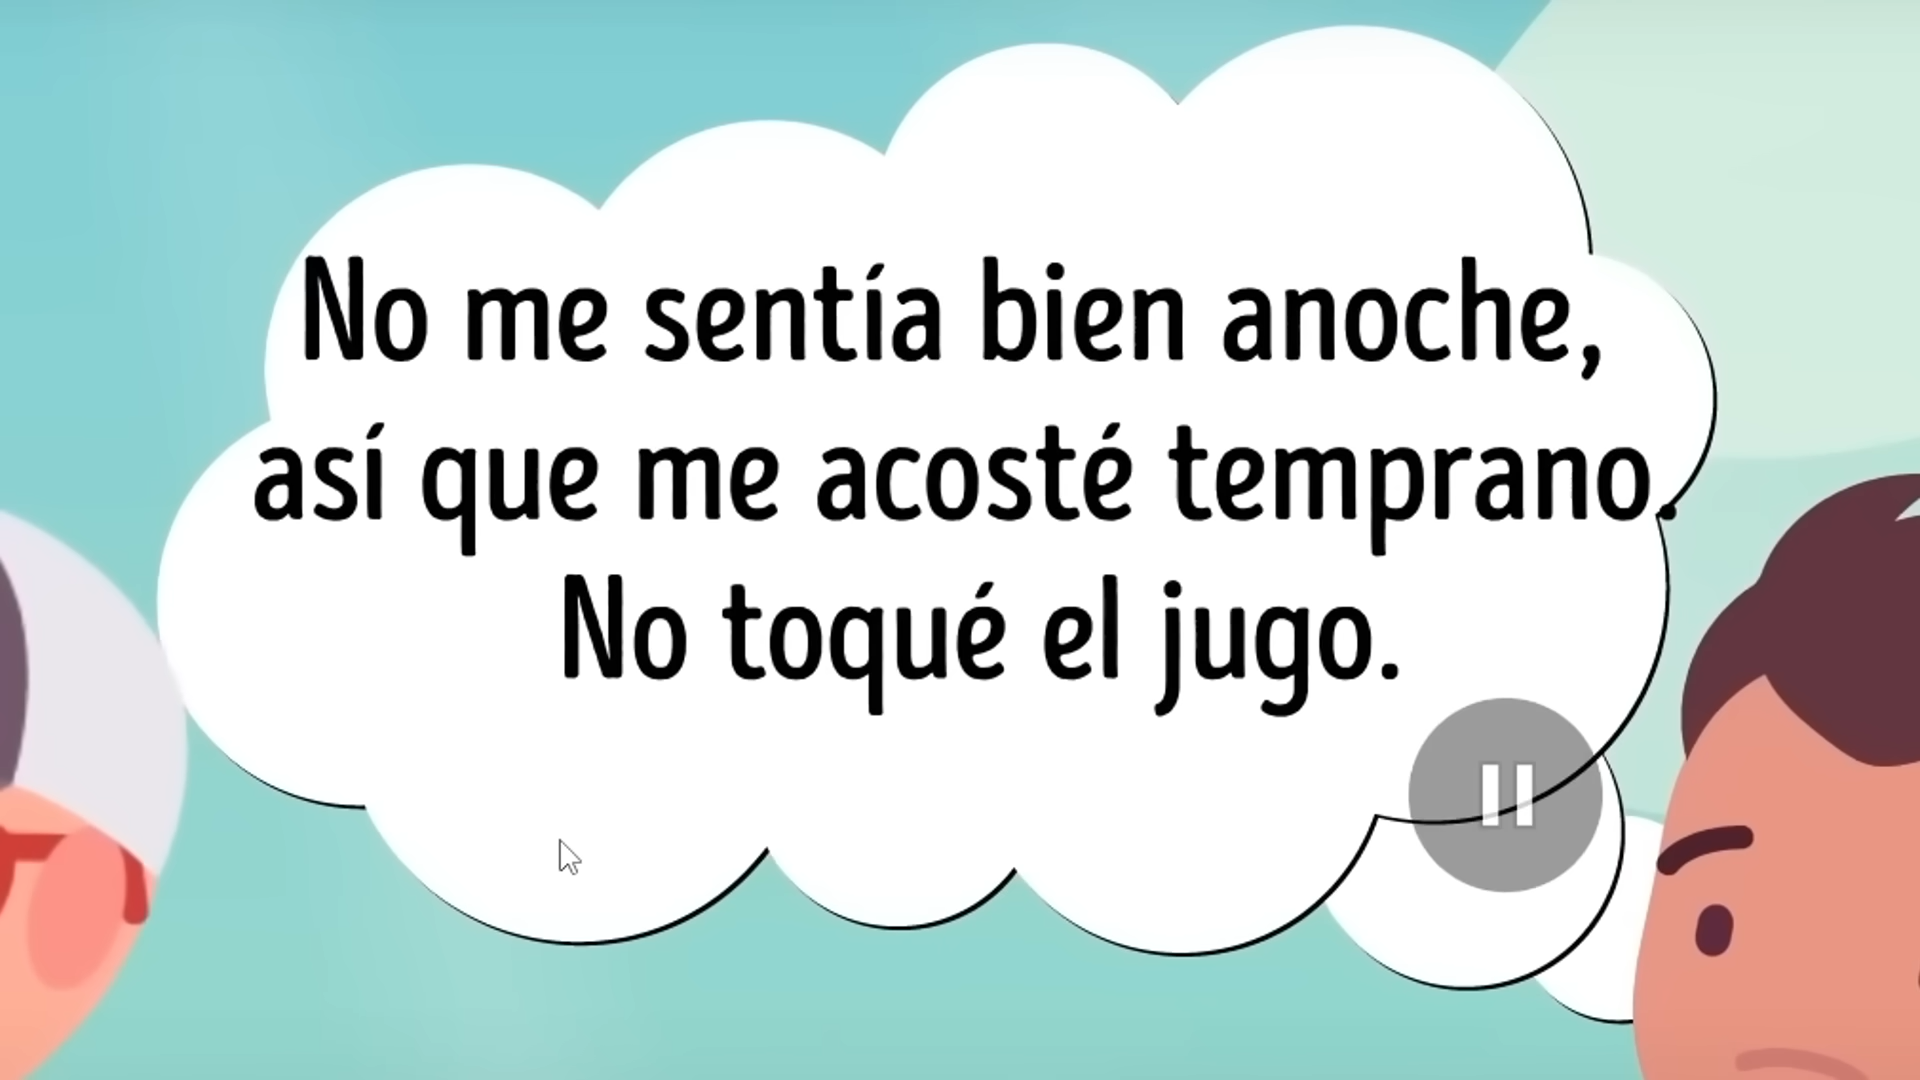 No me sentía bien anoche,
así que me acosté temprano.
No toqué el jugo.